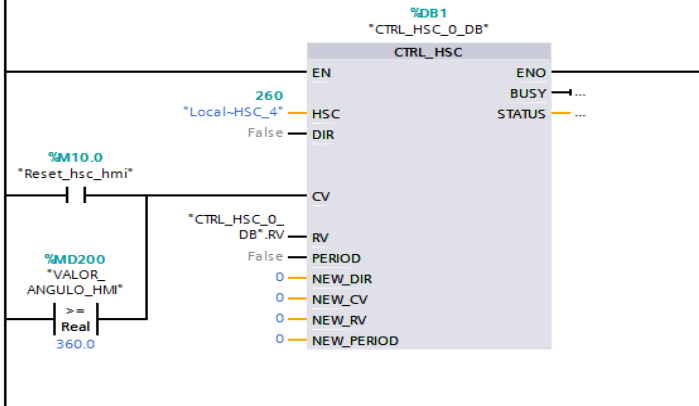 %DB1
"CTRL_HSC_0_DB"
CTRL_HSC
EN
ENO
BUSY
...
260
"Local~HSC_4"
HSC
STATUS
...
False
DIR
%M10.0
"Reset_hsc_hmi"
CV
"CTRL_HSC_0_
DB".RV
RV
%MD200
"VALOR_
ANGULO_HMI"
>=
Real
360.0
False
PERIOD
0
NEW_DIR
0
NEW_CV
0
NEW_RV
0
NEW_PERIOD